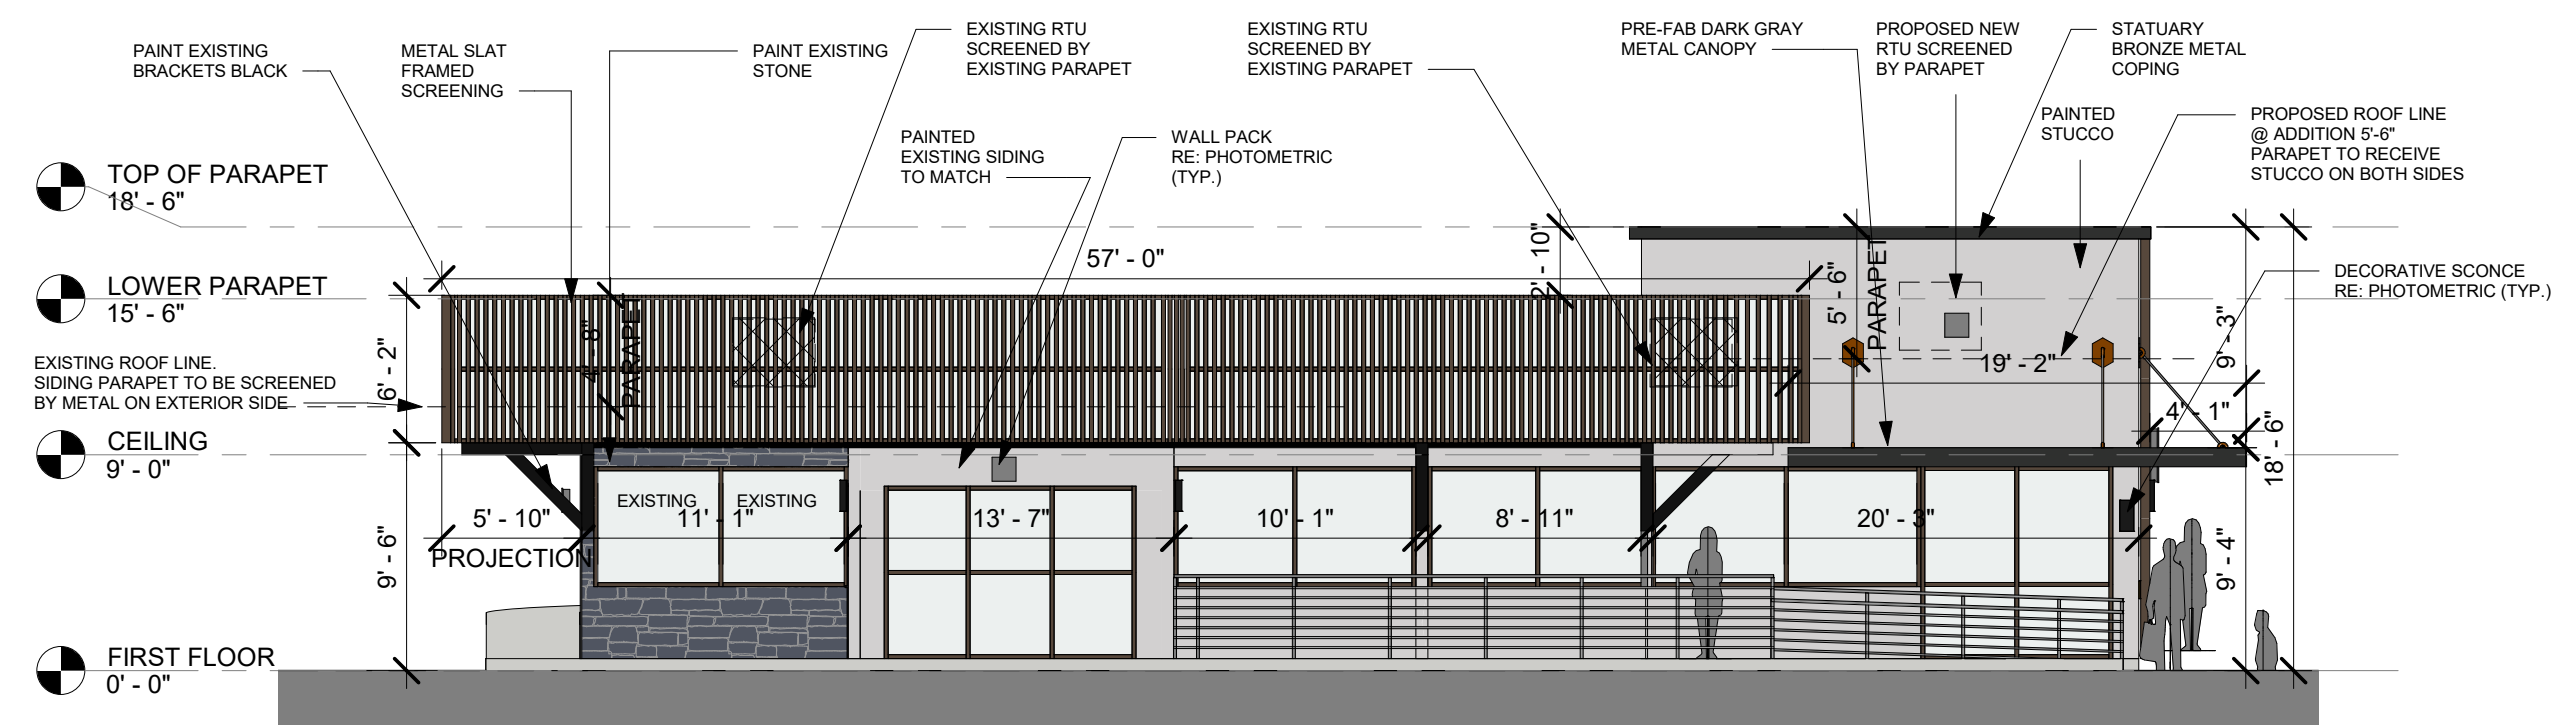 PAINT EXISTING
BRACKETS BLACK
METAL SLAT
FRAMED
SCREENING
PAINT EXISTING
STONE
EXISTING RTU
SCREENED BY
EXISTING PARAPET
EXISTING RTU
SCREENED BY
EXISTING PARAPET
PRE-FAB DARK GRAY
METAL CANOPY
PROPOSED NEW
RTU SCREENED
BY PARAPET
STATUARY
BRONZE METAL
COPING
PAINTED
EXISTING SIDING
TO MATCH
WALL PACK
RE: PHOTOMETRIC
(TYP.)
PAINTED
STUCCO
PROPOSED ROOF LINE
@ ADDITION 5'-6"
PARAPET TO RECEIVE
STUCCO ON BOTH SIDES
TOP OF PARAPET
18' - 6"
LOWER PARAPET
15' - 6"
EXISTING ROOF LINE.
SIDING PARAPET TO BE SCREENED
BY METAL ON EXTERIOR SIDE
CEILING
9' - 0"
FIRST FLOOR
0' - 0"
DECORATIVE SCONCE
RE: PHOTOMETRIC (TYP.)
57' - 0"
2' - 10"
5' - 6"
PARAPET
4' - 8"
PARAPET
6' - 2"
9' - 6"
19' - 2"
9' - 3"
4' - 1"
18' - 6"
9' - 4"
EXISTING
EXISTING
5' - 10"
PROJECTION
11' - 1"
13' - 7"
10' - 1"
8' - 11"
20' - 3"